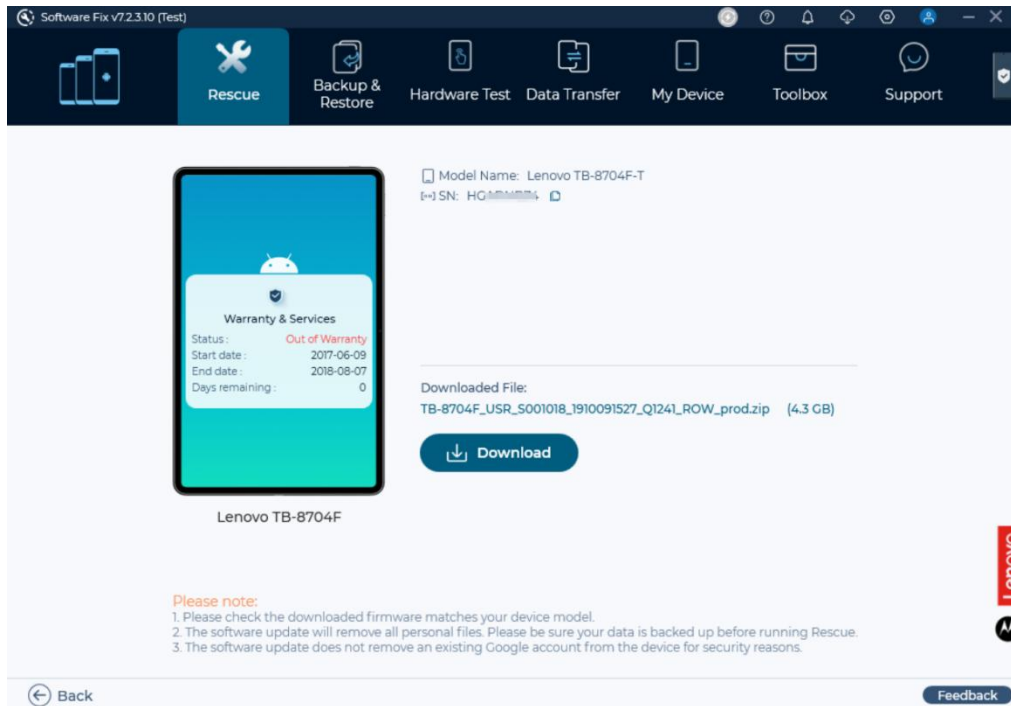 Software Fix v7.2.3.10 (Test)
Rescue
Backup &
Restore
Hardware Test
Data Transfer
My Device
Toolbox
Support
Model Name: Lenovo TB-8704F-T
SN:
Warranty & Services
Status : Out of Warranty
Start date : 2017-06-09
End date : 2018-08-07
Days remaining : 0
Lenovo TB-8704F
Downloaded File:
TB-8704F_USR_S001018_1910091527_Q1241_ROW_prod.zip (4.3 GB)
Download
Lenovo
Please note:
1. Please check the downloaded firmware matches your device model.
2. The software update will remove all personal files. Please be sure your data is backed up before running Rescue.
3. The software update does not remove an existing Google account from the device for security reasons.
Back
Feedback